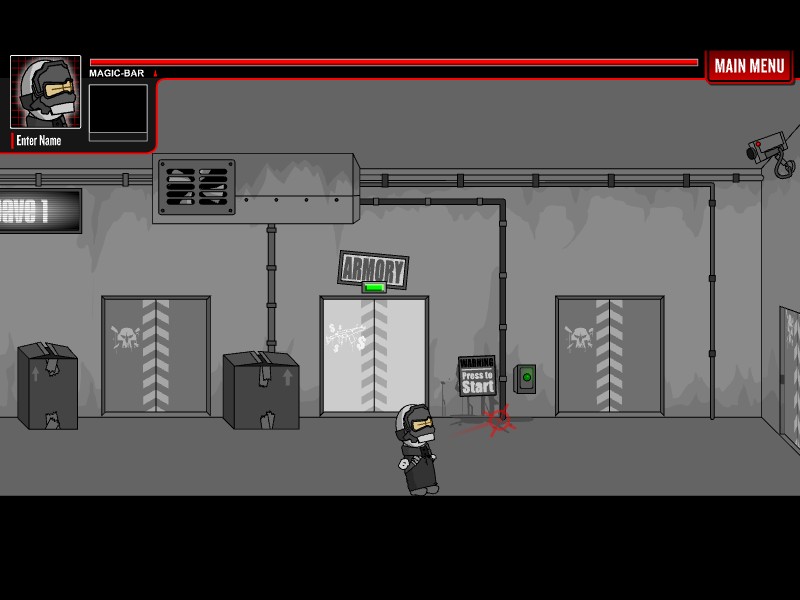 MAIN MENU
MAGIC-BAR
Enter Name
ARMORY
WARNING
Press to
Start